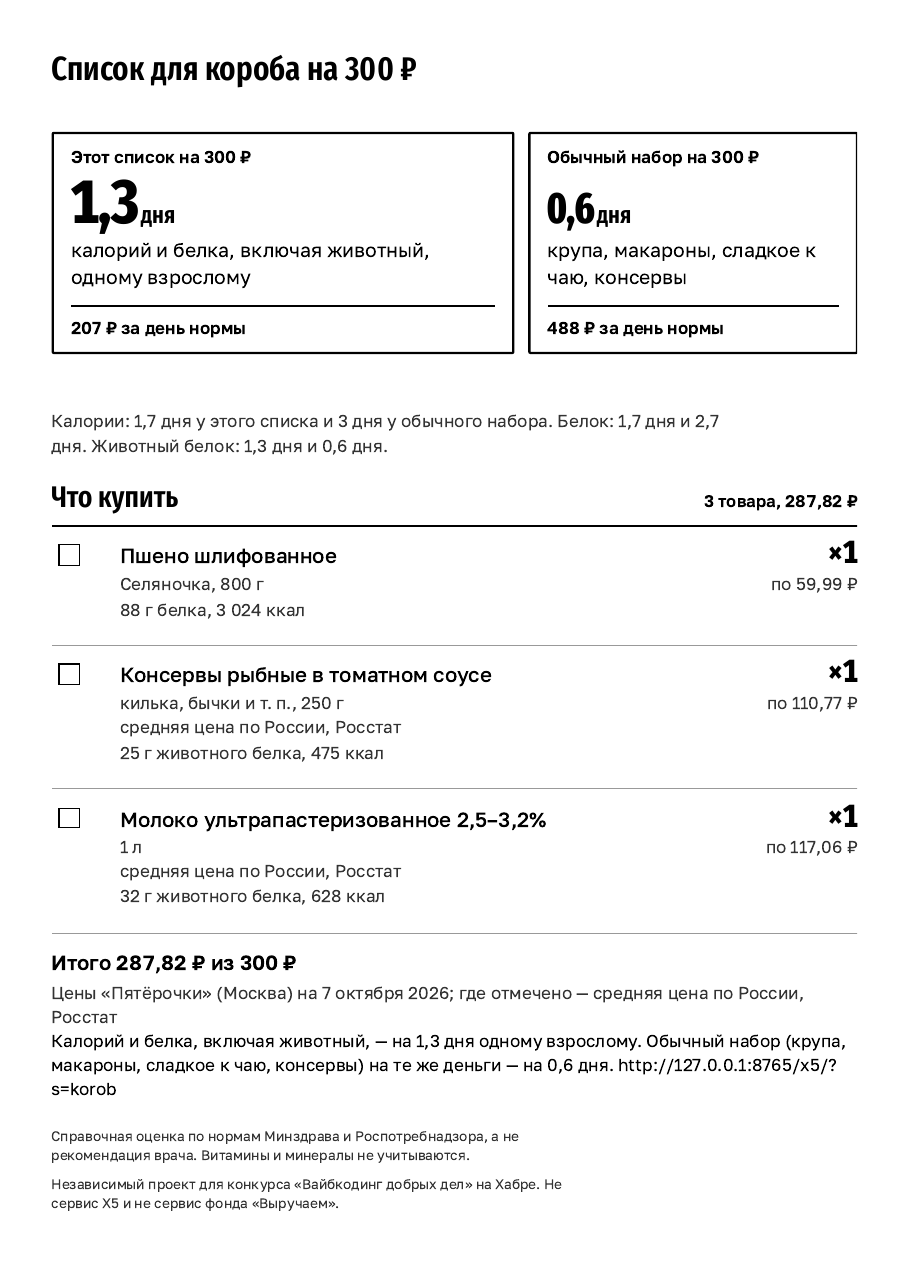 Список для короба на 300 ₽
Этот список на 300 ₽
1,3 дня
калорий и белка, включая животный,
одному взрослому
207 ₽ за день нормы
Обычный набор на 300 ₽
0,6 дня
крупа, макароны, сладкое к
чаю, консервы
488 ₽ за день нормы
Калории: 1,7 дня у этого списка и 3 дня у обычного набора. Белок: 1,7 дня и 2,7
дня. Животный белок: 1,3 дня и 0,6 дня.
Что купить
3 товара, 287,82 ₽
Пшено шлифованное
×1
Селяночка, 800 г
по 59,99 ₽
88 г белка, 3 024 ккал
Консервы рыбные в томатном соусе
×1
килька, бычки и т. п., 250 г
по 110,77 ₽
средняя цена по России, Росстат
25 г животного белка, 475 ккал
Молоко ультрапастеризованное 2,5–3,2%
×1
1 л
по 117,06 ₽
средняя цена по России, Росстат
32 г животного белка, 628 ккал
Итого 287,82 ₽ из 300 ₽
Цены «Пятёрочки» (Москва) на 7 октября 2026; где отмечено — средняя цена по России,
Росстат
Калорий и белка, включая животный, — на 1,3 дня одному взрослому. Обычный набор (крупа,
макароны, сладкое к чаю, консервы) на те же деньги — на 0,6 дня. http://127.0.0.1:8765/x5/?
s=korob
Справочная оценка по нормам Минздрава и Роспотребнадзора, а не
рекомендация врача. Витамины и минералы не учитываются.
Независимый проект для конкурса «Вайбкодинг добрых дел» на Хабре. Не
сервис X5 и не сервис фонда «Выручаем».